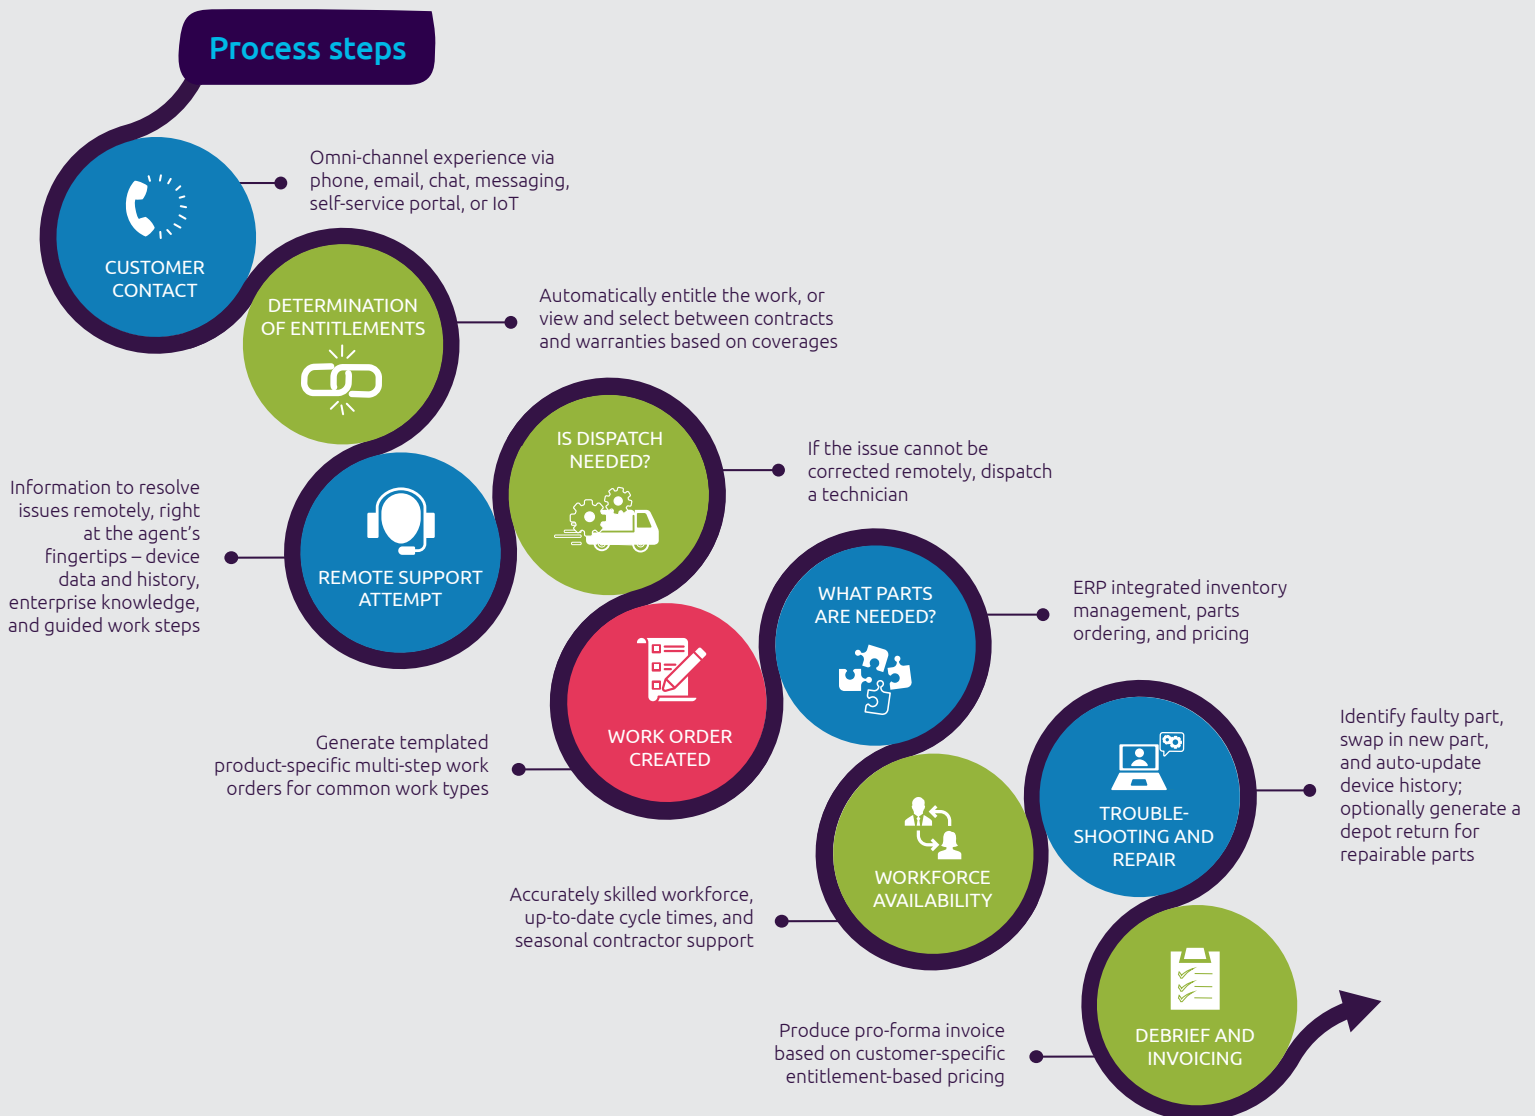 Process steps
CUSTOMER
CONTACT
Omni-channel experience via
phone, email, chat, messaging,
self-service portal, or IoT
DETERMINATION
OF ENTITLEMENTS
Automatically entitle the work, or
view and select between contracts
and warranties based on coverages
REMOTE SUPPORT
ATTEMPT
Information to resolve
issues remotely, right
at the agent's
fingertips – device
data and history,
enterprise knowledge,
and guided work steps
IS DISPATCH
NEEDED?
If the issue cannot be
corrected remotely, dispatch
a technician
WORK ORDER
CREATED
Generate templated
product-specific multi-step work
orders for common work types
WHAT PARTS
ARE NEEDED?
ERP integrated inventory
management, parts
ordering, and pricing
WORKFORCE
AVAILABILITY
Accurately skilled workforce,
up-to-date cycle times, and
seasonal contractor support
TROUBLE-
SHOOTING AND
REPAIR
Identify faulty part,
swap in new part,
and auto-update
device history;
optionally generate a
depot return for
repairable parts
DEBRIEF AND
INVOICING
Produce pro-forma invoice
based on customer-specific
entitlement-based pricing